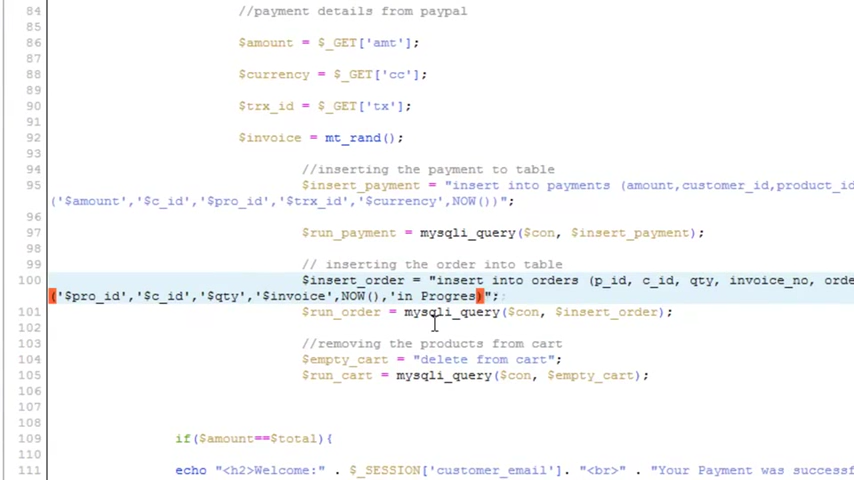 84 //payment details from paypal
85
86 $amount = $_GET['amt'];
87
88 $currency = $_GET['cc'];
89
90 $trx_id = $_GET['tx'];
91
92 $invoice = mt_rand();
93
94 //inserting the payment to table
95 $insert_payment = "insert into payments (amount,customer_id,product_id
('$amount','$c_id','$pro_id','$trx_id','$currency',NOW())";
96
97 $run_payment = mysqli_query($con, $insert_payment);
98
99 // inserting the order into table
100 $insert_order = "insert into orders (p_id, c_id, qty, invoice_no, orde
('$pro_id','$c_id','$qty','$invoice',NOW(),'in Progres)";
101 $run_order = mysqli_query($con, $insert_order);
102
103 //removing the products from cart
104 $empty_cart = "delete from cart";
105 $run_cart = mysqli_query($con, $empty_cart);
106
107
108
109 if($amount==$total){
110
111 echo "<h2>Welcome:" . $_SESSION['customer_email']. "<br>" . "Your Payment was successf